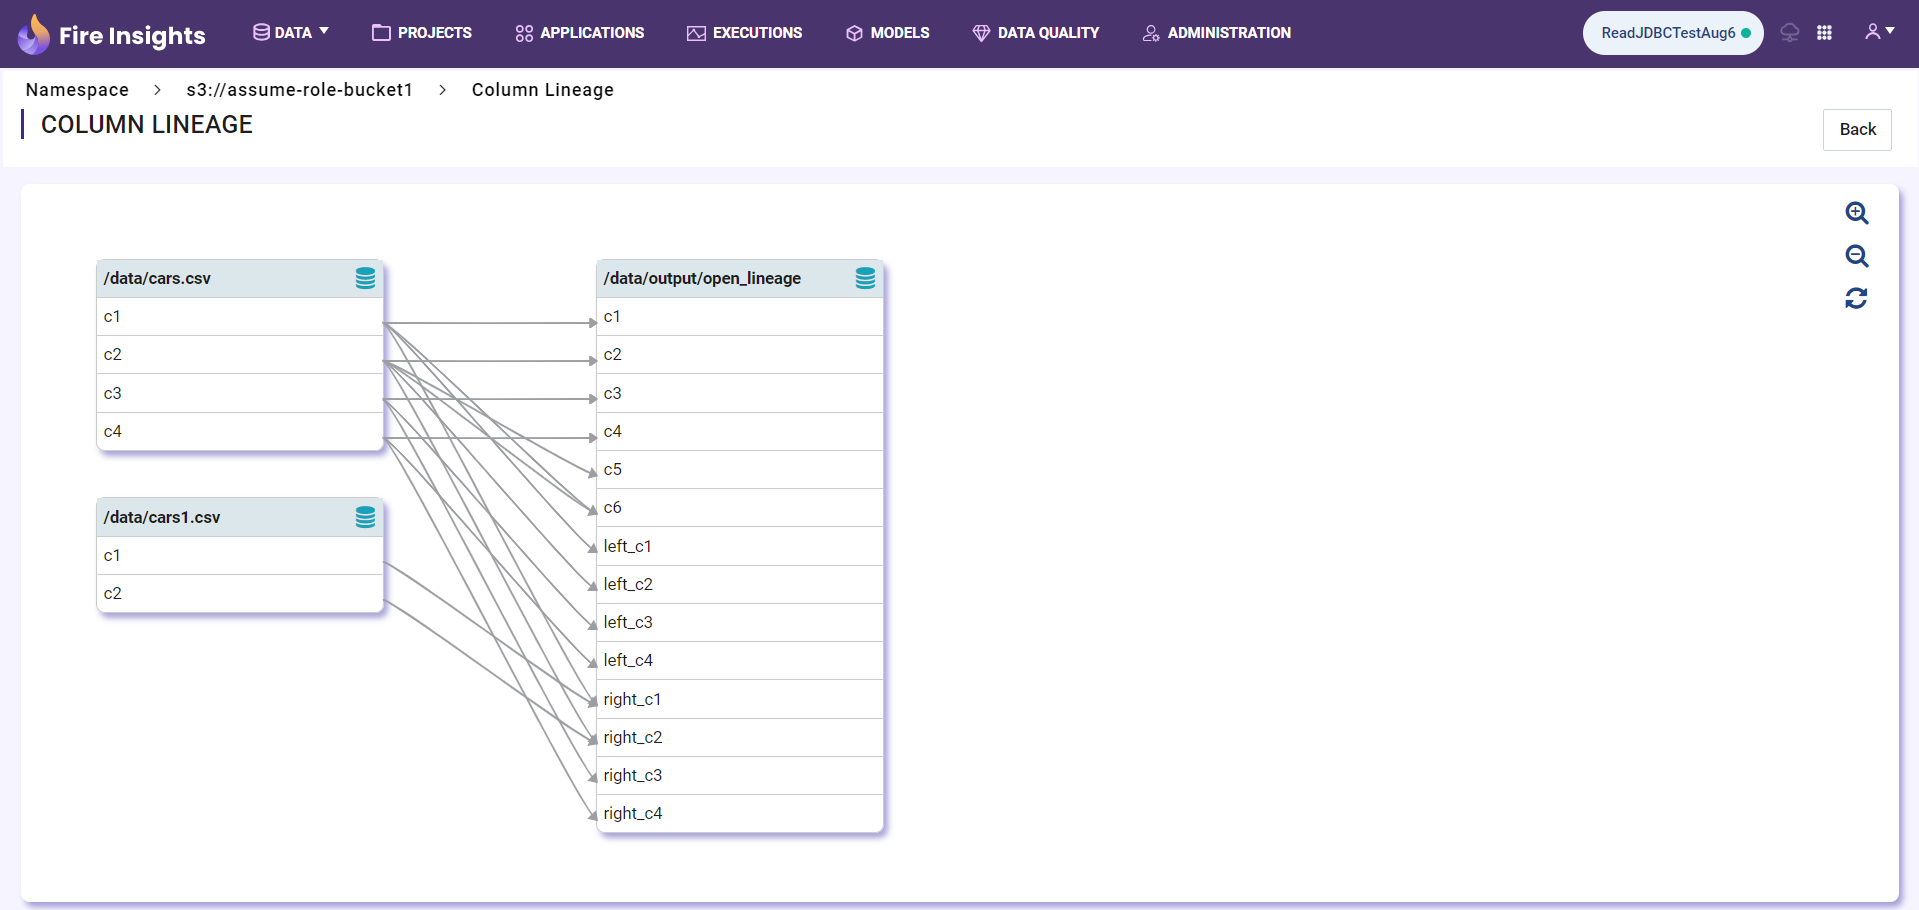 Fire Insights DATA PROJECTS APPLICATIONS EXECUTIONS MODELS DATA QUALITY ADMINISTRATION ReadJDBCTestAug6
Namespace > s3://assume-role-bucket1 > Column Lineage
COLUMN LINEAGE
Back
/data/cars.csv
c1
c2
c3
c4
/data/cars1.csv
c1
c2
/data/output/open_lineage
c1
c2
c3
c4
c5
c6
left_c1
left_c2
left_c3
left_c4
right_c1
right_c2
right_c3
right_c4